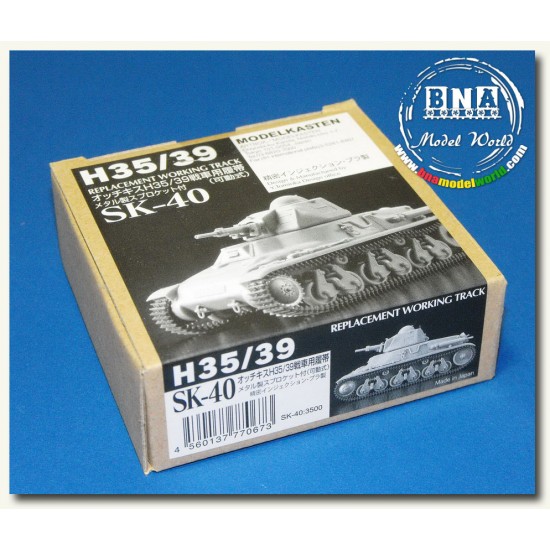 BNA
Model World
www.bnamodelworld.com
MODELKASTEN
H35/39
REPLACEMENT WORKING TRACK
オッチキスH35/39戦車用履帯
メタル製スプロケット付 (可動式)
SK-40
精密インジェクション・プラ製
REPLACEMENT WORKING TRACK
H35/39
SK-40
オッチキスH35/39戦車用履帯
メタル製スプロケット付(可動式)
精密インジェクション・プラ製
SK-40:3500
4 560137 770673
Made in Japan